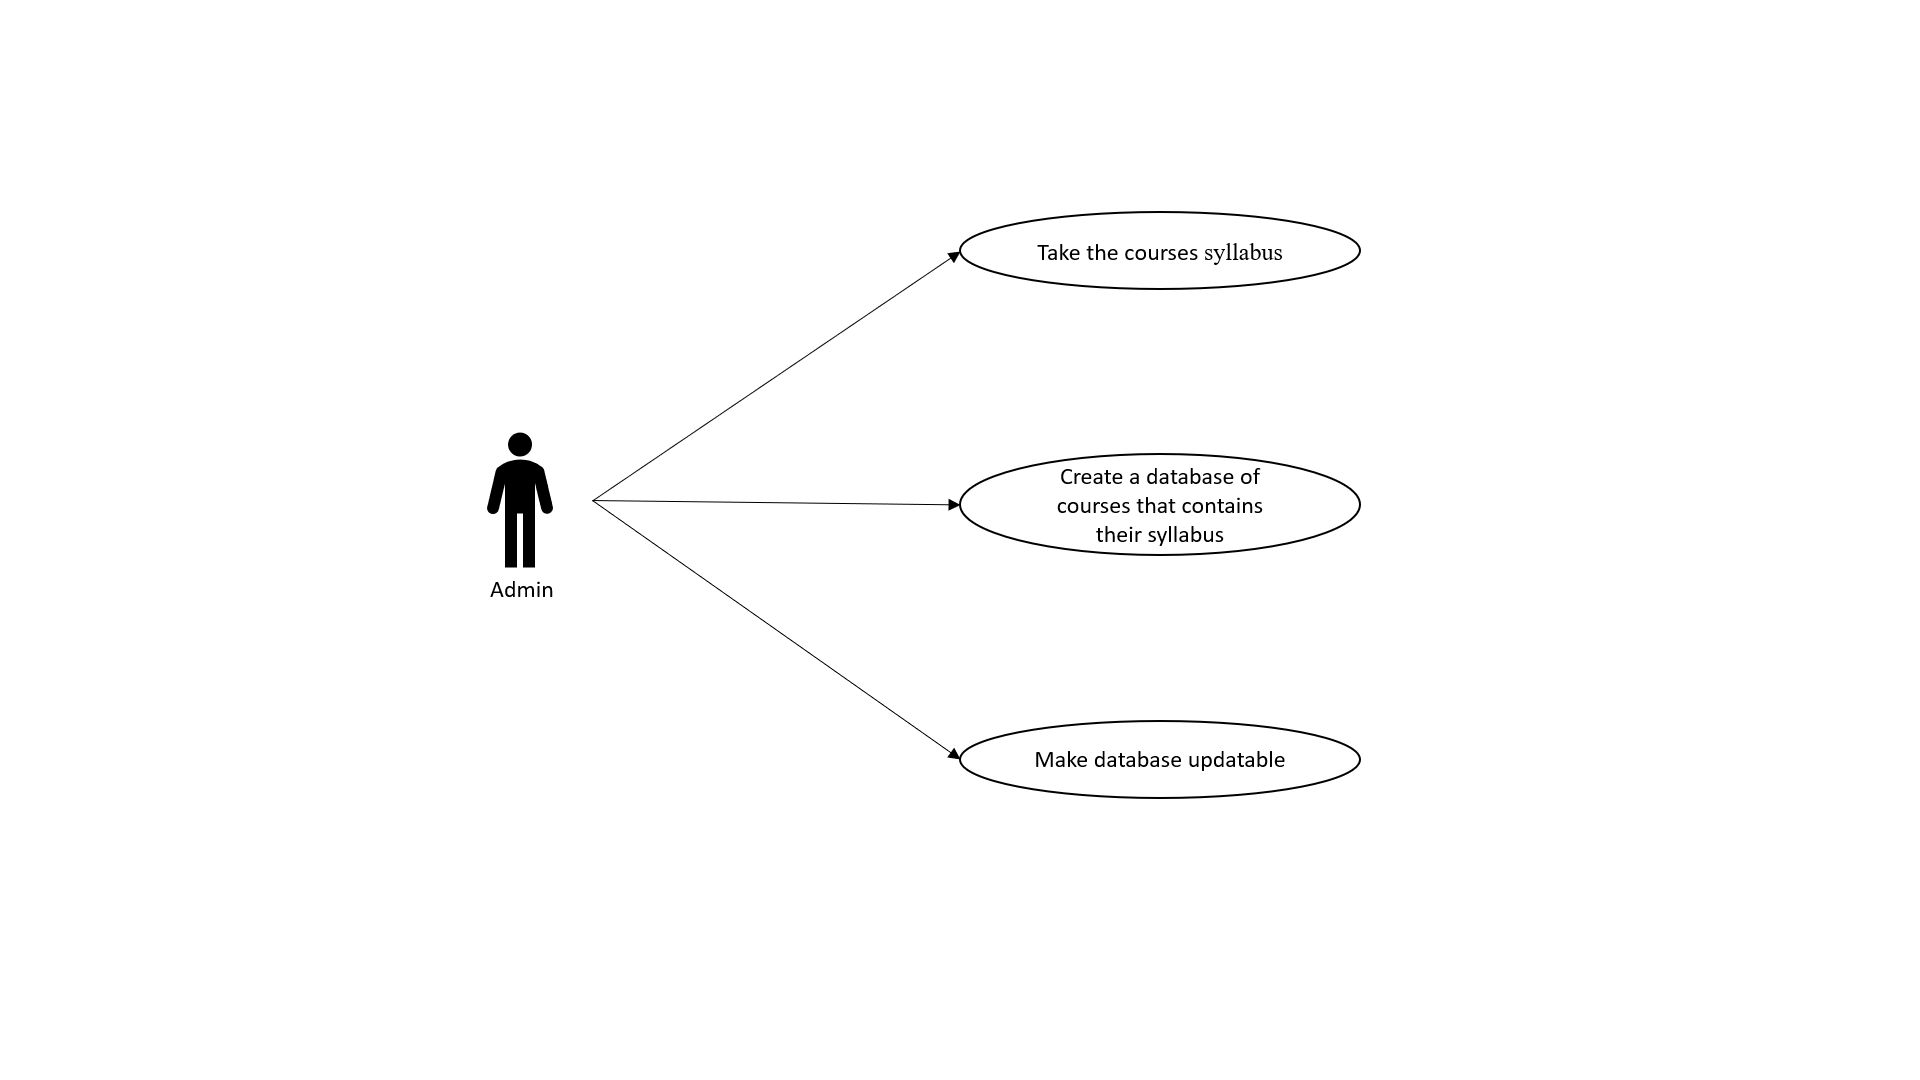 Take the courses syllabus
Create a database of
courses that contains
their syllabus
Admin
Make database updatable